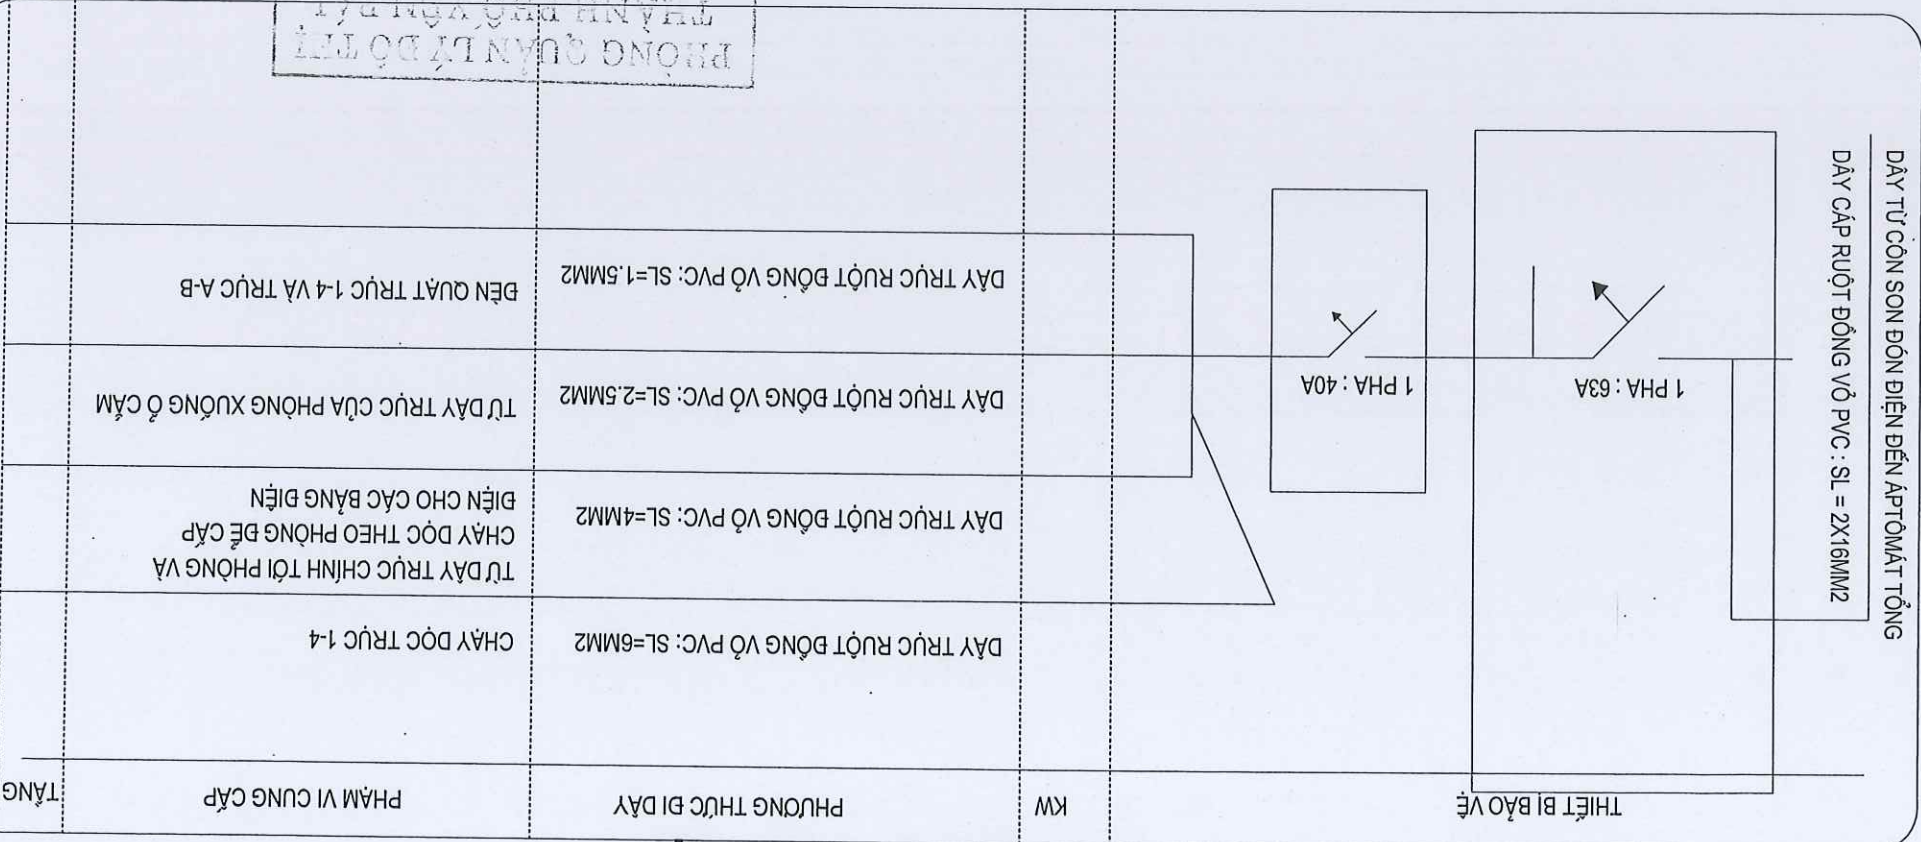 THIẾT BỊ BẢO VỆ
KW
PHƯƠNG THỨC ĐI DÂY
PHẠM VI CUNG CẤP
TẦNG
DÂY TỪ CÔN SON ĐÓN ĐIỆN ĐẾN ÁPTÔMÁT TỔNG
DÂY CÁP RUỘT ĐỒNG VỎ PVC : SL = 2X16MM2
1 PHA : 63A
1 PHA : 40A
DÂY TRỤC RUỘT ĐỒNG VỎ PVC: SL=6MM2
CHẠY DỌC TRỤC 1-4
DÂY TRỤC RUỘT ĐỒNG VỎ PVC: SL=4MM2
TỪ DÂY TRỤC CHÍNH TỚI PHÒNG VÀ
CHẠY DỌC THEO PHÒNG ĐỂ CẤP
ĐIỆN CHO CÁC BẢNG ĐIỆN
DÂY TRỤC RUỘT ĐỒNG VỎ PVC: SL=2.5MM2
TỪ DÂY TRỤC CỦA PHÒNG XUỐNG Ổ CẮM
DÂY TRỤC RUỘT ĐỒNG VỎ PVC: SL=1.5MM2
ĐÈN QUẠT TRỤC 1-4 VÀ TRỤC A-B
PHÒNG QUẢN LÝ ĐÔ THỊ
THÀNH PHỐ YÊN BÁI